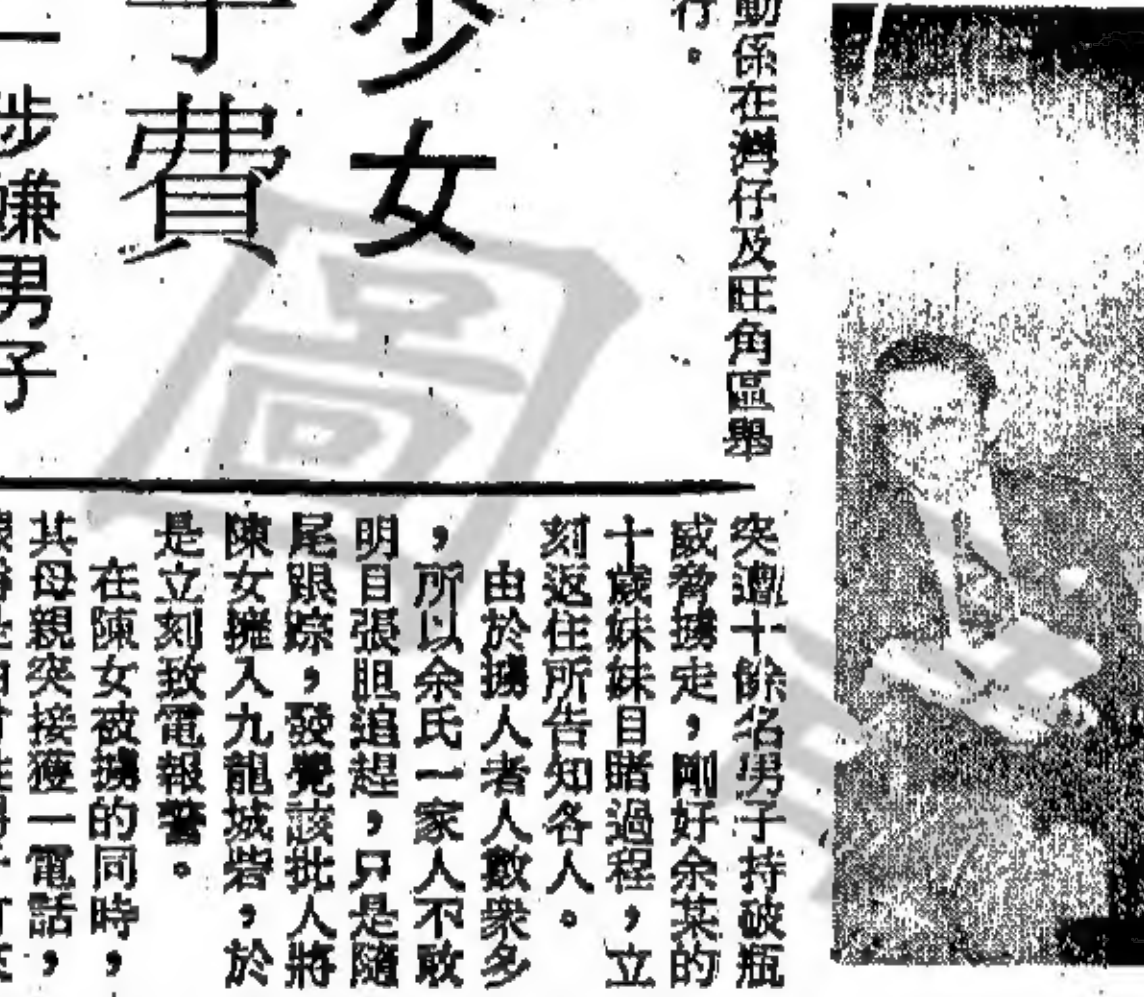 動係在灣仔及旺角區舉
行。
少女
子費
一涉嫌男子
突遭十餘名男子持破瓶
威脅擄走,剛好余某的
十歲妹妹目睹過程,立
刻返住所告知各人。
由於擄人者人數衆多
,所以余氏一家人不敢
明目張胆追趕,只是隨
尾跟踪,發覺該批人將
陳女擁入九龍城砦,於
是立刻致電報警。
在陳女被擄的同時,
其母親突接獲一電話,
圖